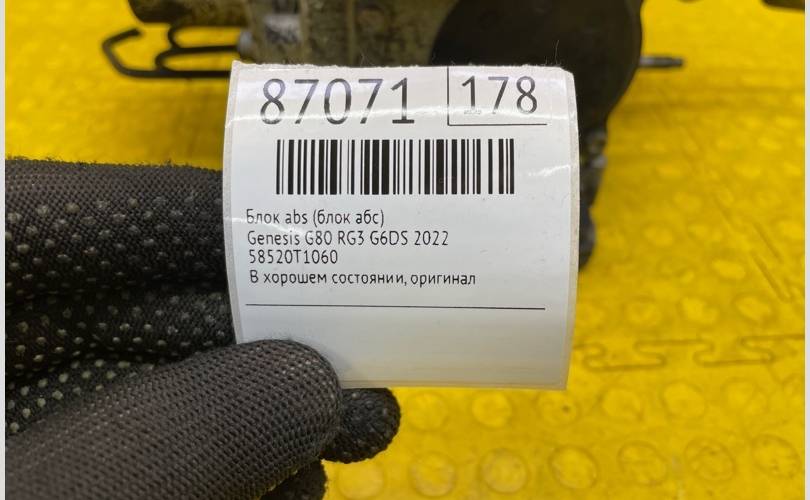 87071 178
Блок abs (блок абс)
Genesis G80 RG3 G6DS 2022
58520T1060
В хорошем состоянии, оригинал